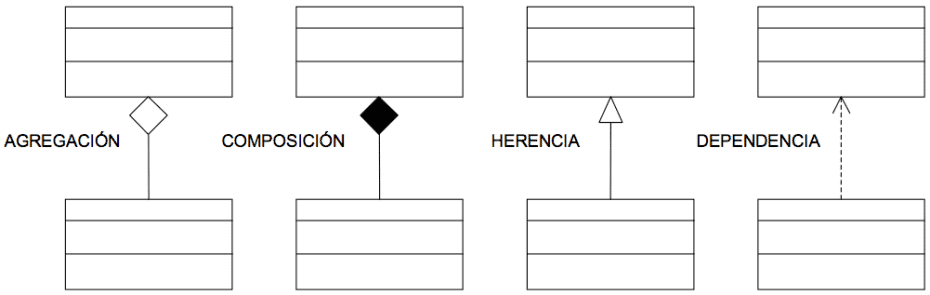 AGREGACIÓN
COMPOSICIÓN
HERENCIA
DEPENDENCIA